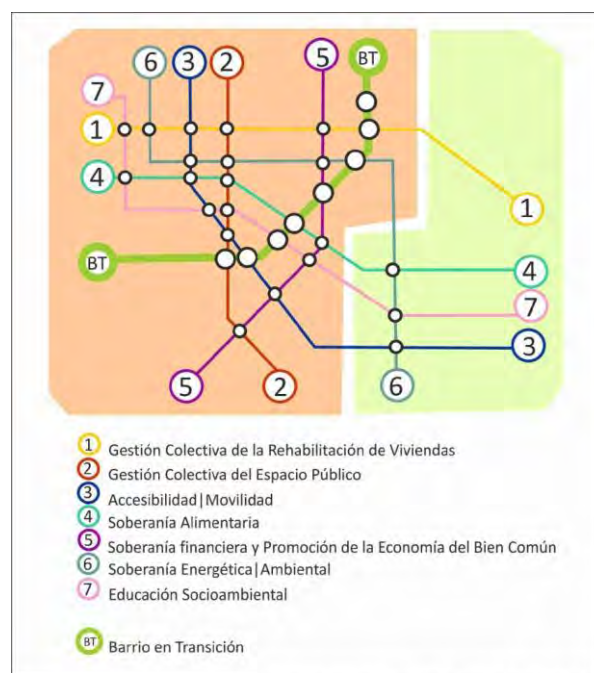 6 3 2 5 BT
7
1
4
1
BT
4
7
3
5 2 6
1 Gestión Colectiva de la Rehabilitación de Viviendas
2 Gestión Colectiva del Espacio Público
3 Accesibilidad|Movilidad
4 Soberanía Alimentaria
5 Soberanía financiera y Promoción de la Economía del Bien Común
6 Soberanía Energética|Ambiental
7 Educación Socioambiental
BT Barrio en Transición